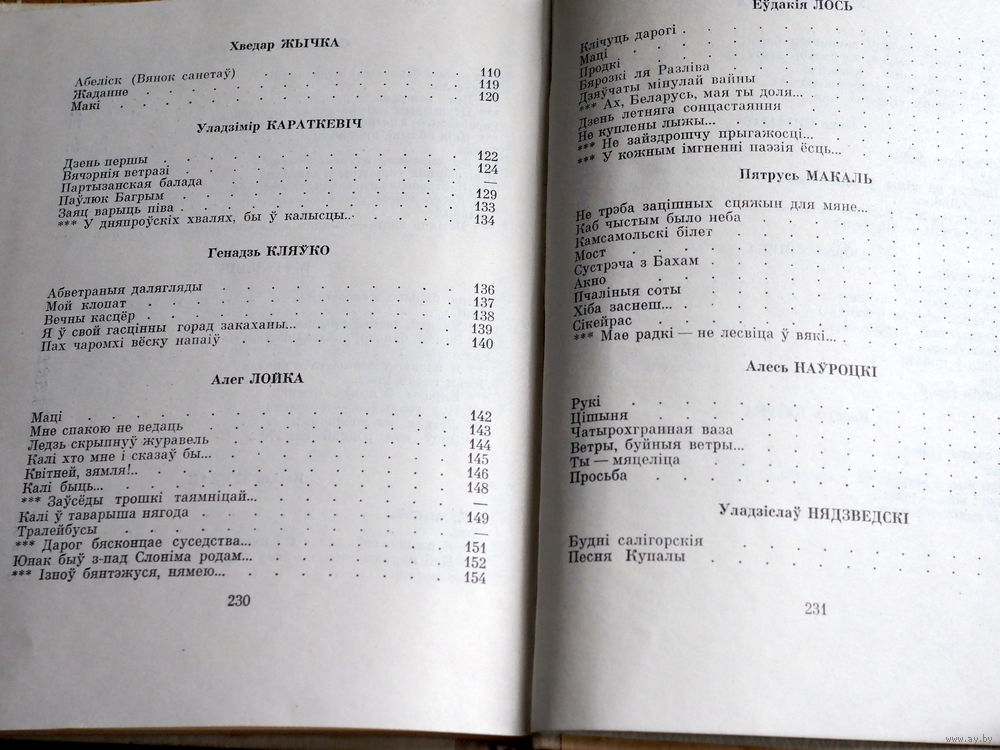 Хведар ЖЫЧКА
Абеліск (Вянок санетаў) . . . . . . . . . . 110
Жаданне . . . . . . . . . . 119
Макі . . . . . . . . . . 120
Уладзімір КАРАТКЕВІЧ
Дзень першы . . . . . . . . . . 122
Вячэрнія ветразі . . . . . . . . . . 124
Партызанская балада . . . . . . . . . . —
Паўлюк Багрым . . . . . . . . . . 129
Заяц варыць піва . . . . . . . . . . 133
*** У дняпроўскіх хвалях, бы ў калысцы... . . . . . 134
Генадзь КЛЯЎКО
Абветраныя далягляды . . . . . . . . . . 136
Мой клопат . . . . . . . . . . 137
Вечны касцёр . . . . . . . . . . 138
Я ў свой гасцінны горад закаханы... . . . . . . . 139
Пах чаромхі вёску напаіў . . . . . . . . . 140
Алег ЛОЙКА
Маці . . . . . . . . . . 142
Мне спакою не ведаць . . . . . . . . . . 143
Ледзь скрыпнуў журавель . . . . . . . . . 144
Калі хто мне і сказаў бы... . . . . . . . . . 145
Квітней, зямля!.. . . . . . . . . . . 146
Калі быць... . . . . . . . . . . 148
*** Заўсёды трошкі таямніцай... . . . . . . . . —
Калі ў таварыша нягода . . . . . . . . . 149
Тралейбусы . . . . . . . . . . —
*** Дарог бясконцае суседства... . . . . . . . . 151
Юнак быў з-пад Слоніма родам... . . . . . . . . 152
*** Ізноў бянтэжуся, нямею... . . . . . . . . 154
230
Еўдакія ЛОСЬ
Клічуць дарогі . . . . . . . . . .
Маці . . . . . . . . . .
Продкі . . . . . . . . . .
Бярозкі ля Разліва . . . . . . . . . .
Дзяўчаты мінулай вайны . . . . . . . . .
*** Ах, Беларусь, мая ты доля... . . . . . . . .
Дзень летняга сонцастаяння . . . . . . . .
Не куплены лыжы... . . . . . . . . . .
*** Не зайздрошчу прыгажосці... . . . . . . .
*** У кожным імгненні паэзія ёсць... . . . . . .
Пятрусь МАКАЛЬ
Не трэба зацішных сцяжын для мяне... . . . . .
Каб чыстым было неба . . . . . . . . .
Камсамольскі білет . . . . . . . . . .
Мост . . . . . . . . . .
Сустрэча з Бахам . . . . . . . . . .
Акно . . . . . . . . . .
Пчаліныя соты . . . . . . . . . .
Хіба заснеш... . . . . . . . . . .
Сікейрас . . . . . . . . . .
*** Мае радкі — не лесвіца ў вякі... . . . . . .
Алесь НАЎРОЦКІ
Рукі . . . . . . . . . .
Цішыня . . . . . . . . . .
Чатырохгранная ваза . . . . . . . . .
Ветры, буйныя ветры... . . . . . . . . .
Ты — мяцеліца . . . . . . . . . .
Просьба . . . . . . . . . .
Уладзіслаў НЯДЗВЕДСКІ
Будні салігорскія . . . . . . . . . .
Песня Купалы . . . . . . . . . .
231
www.ay.by